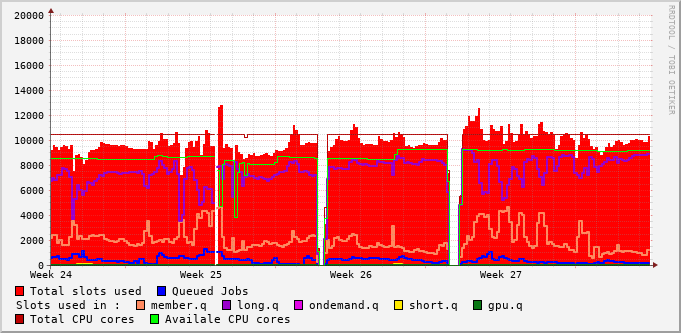 20000
18000
16000
14000
12000
10000
8000
6000
4000
2000
0
Week 24 Week 25 Week 26 Week 27
RRDTOOL / TOBI OETIKER
Total slots used Queued Jobs
Slots used in : member.q long.q ondemand.q short.q gpu.q
Total CPU cores Availale CPU cores